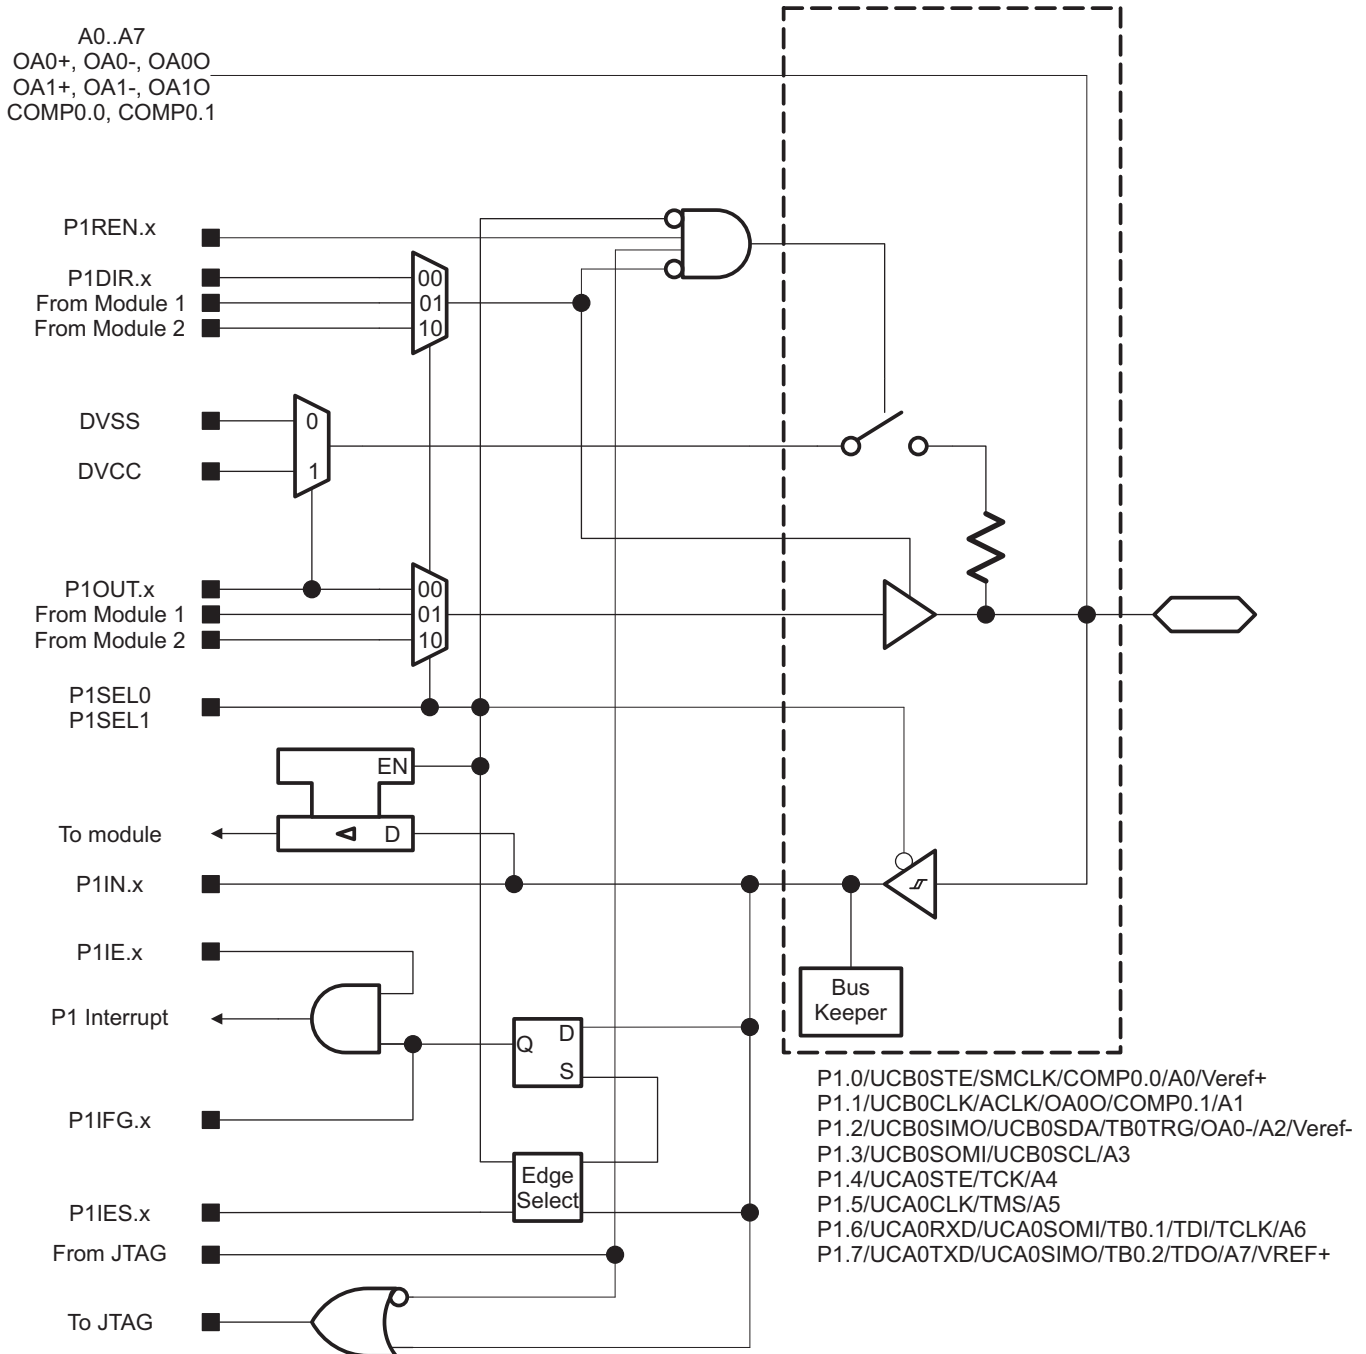 A0..A7
OA0+, OA0-, OA0O
OA1+, OA1-, OA1O
COMP0.0, COMP0.1
P1REN.x
P1DIR.x
00
From Module 1
01
From Module 2
10
DVSS
0
DVCC
1
P1OUT.x
00
From Module 1
01
From Module 2
10
P1SEL0
P1SEL1
EN
To module
D
P1IN.x
P1IE.x
Bus
Keeper
P1 Interrupt
Q
D
S
P1IFG.x
Edge
Select
P1IES.x
From JTAG
To JTAG
P1.0/UCB0STE/SMCLK/COMP0.0/A0/Veref+
P1.1/UCB0CLK/ACLK/OA0O/COMP0.1/A1
P1.2/UCB0SIMO/UCB0SDA/TB0TRG/OA0-/A2/Veref-
P1.3/UCB0SOMI/UCB0SCL/A3
P1.4/UCA0STE/TCK/A4
P1.5/UCA0CLK/TMS/A5
P1.6/UCA0RXD/UCA0SOMI/TB0.1/TDI/TCLK/A6
P1.7/UCA0TXD/UCA0SIMO/TB0.2/TDO/A7/VREF+